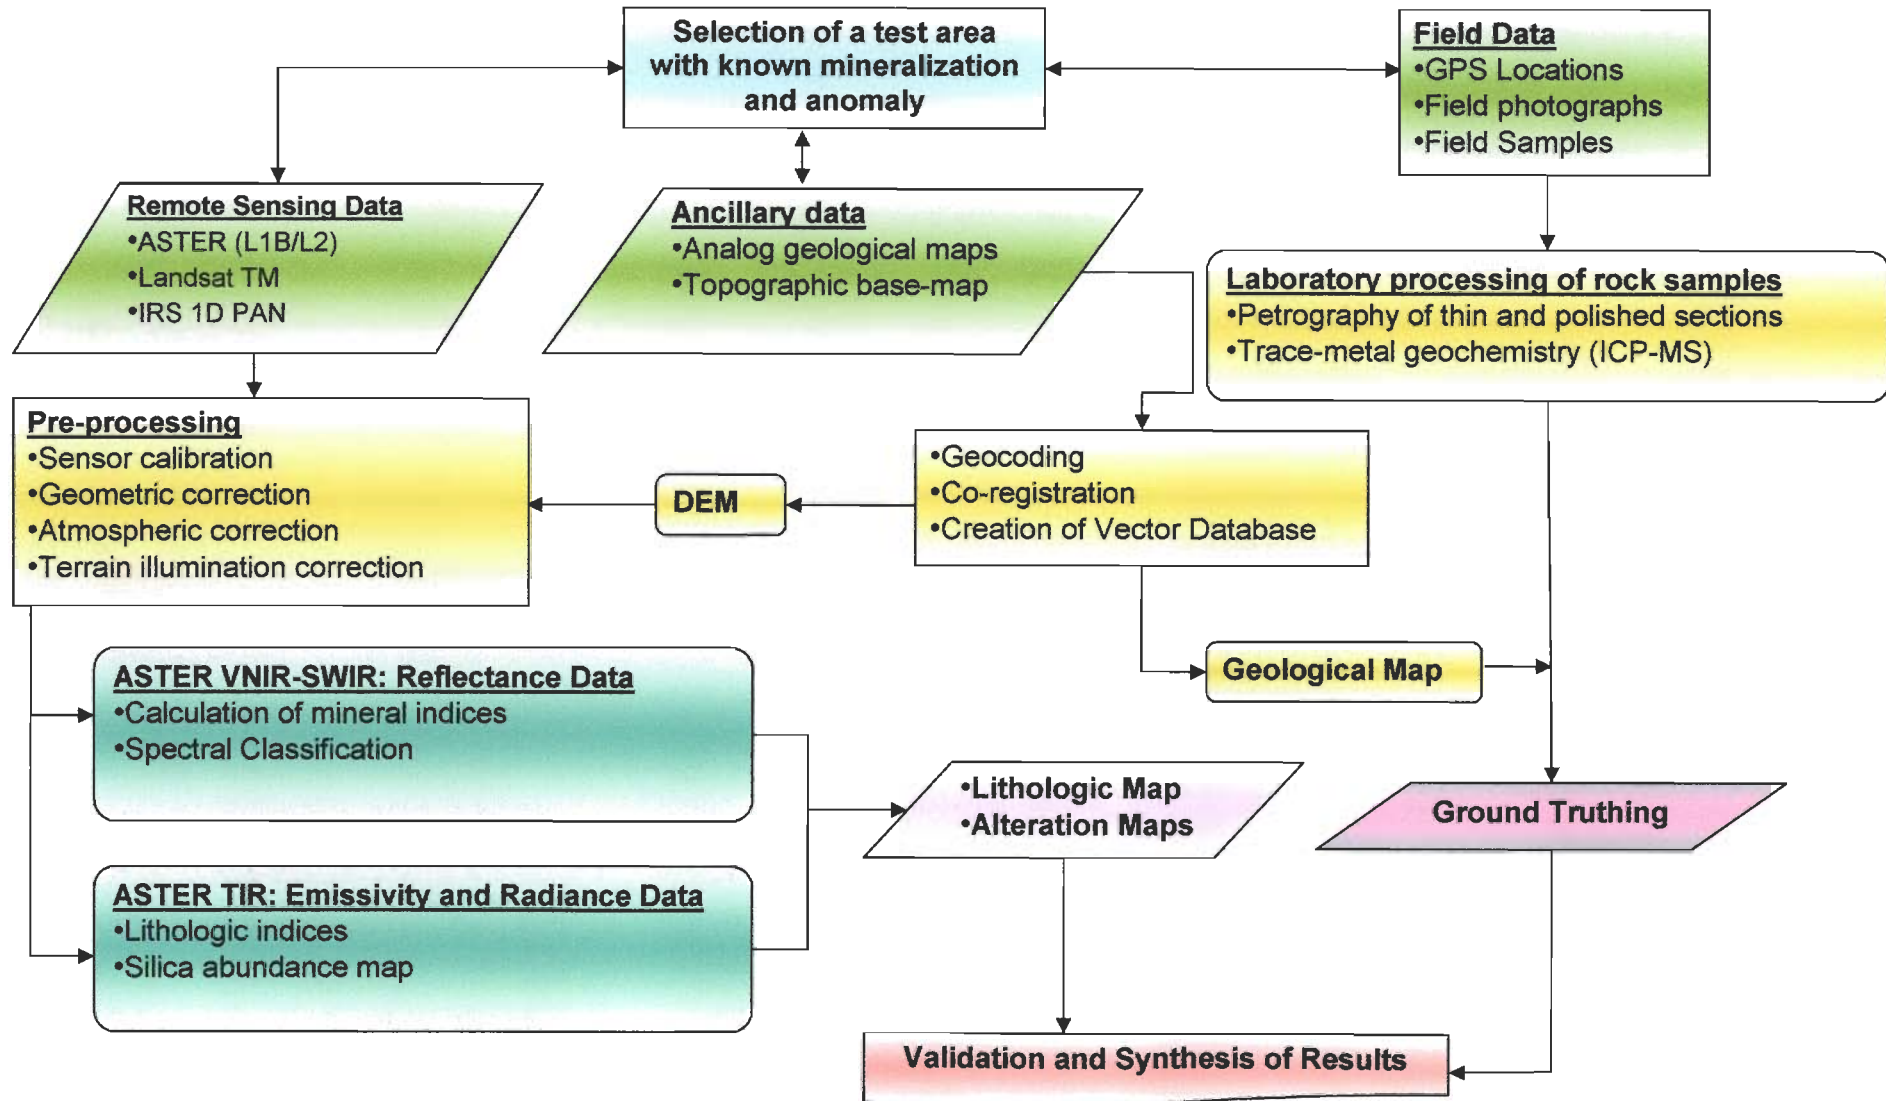 Selection of a test area
with known mineralization
and anomaly
Field Data
•GPS Locations
•Field photographs
•Field Samples
Remote Sensing Data
•ASTER (L1B/L2)
•Landsat TM
•IRS 1D PAN
Ancillary data
•Analog geological maps
•Topographic base-map
Laboratory processing of rock samples
•Petrography of thin and polished sections
•Trace-metal geochemistry (ICP-MS)
Pre-processing
•Sensor calibration
•Geometric correction
•Atmospheric correction
•Terrain illumination correction
DEM
•Geocoding
•Co-registration
•Creation of Vector Database
Geological Map
ASTER VNIR-SWIR: Reflectance Data
•Calculation of mineral indices
•Spectral Classification
•Lithologic Map
•Alteration Maps
Ground Truthing
ASTER TIR: Emissivity and Radiance Data
•Lithologic indices
•Silica abundance map
Validation and Synthesis of Results